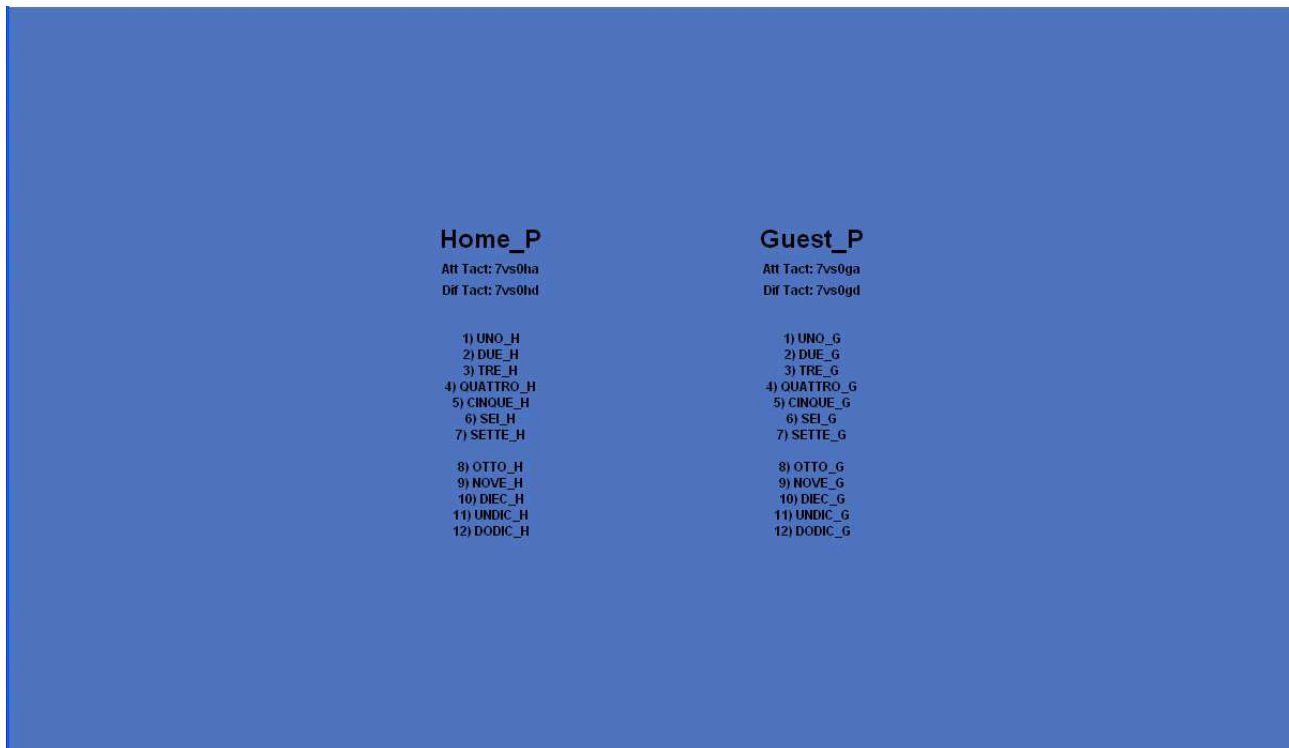 Home_P
Att Tact: 7vs0ha
Dif Tact: 7vs0hd
1) UNO_H
2) DUE_H
3) TRE_H
4) QUATTRO_H
5) CINQUE_H
6) SEI_H
7) SETTE_H
8) OTTO_H
9) NOVE_H
10) DIEC_H
11) UNDIC_H
12) DODIC_H
Guest_P
Att Tact: 7vs0ga
Dif Tact: 7vs0gd
1) UNO_G
2) DUE_G
3) TRE_G
4) QUATTRO_G
5) CINQUE_G
6) SEI_G
7) SETTE_G
8) OTTO_G
9) NOVE_G
10) DIEC_G
11) UNDIC_G
12) DODIC_G